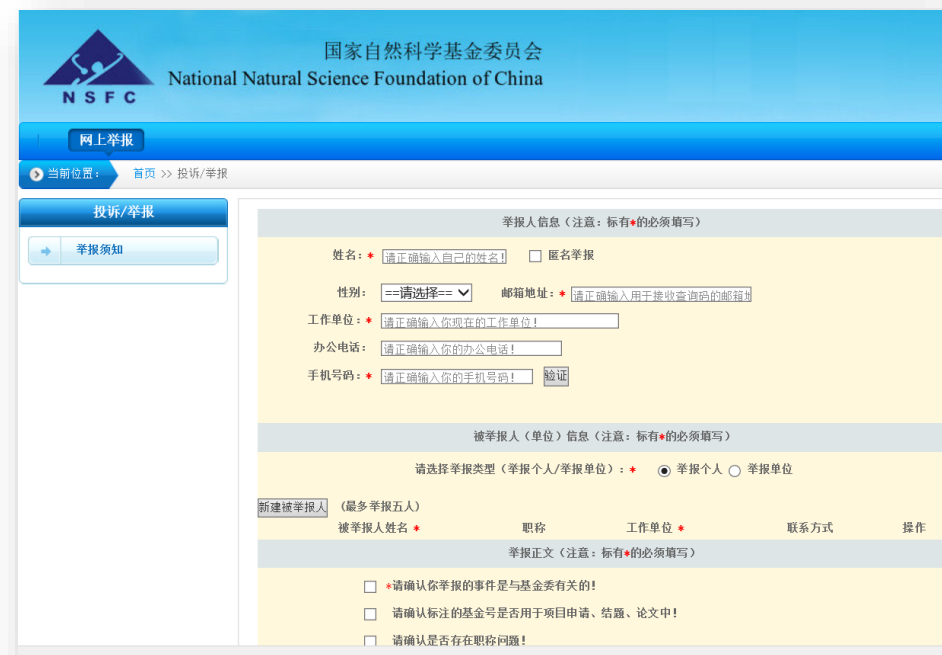 国家自然科学基金委员会
National Natural Science Foundation of China
NSFC
网上举报
当前位置: 首页 >> 投诉/举报
投诉/举报
举报须知
举报人信息(注意: 标有*的必须填写)
姓名: * 请正确输入自己的姓名! 匿名举报
性别: ==请选择== 邮箱地址: * 请正确输入用于接收查询码的邮箱
工作单位: * 请正确输入你现在的工作单位!
办公电话: 请正确输入你的办公电话!
手机号码: * 请正确输入你的手机号码! 验证
被举报人(单位)信息(注意: 标有*的必须填写)
请选择举报类型(举报个人/举报单位): * 举报个人 举报单位
新建被举报人 (最多举报五人)
被举报人姓名 * 职称 工作单位 * 联系方式 操作
举报正文(注意: 标有*的必须填写)
*请确认你举报的事件是与基金委有关的!
请确认标注的基金号是否用于项目申请、结题、论文中!
请确认是否存在职称问题!